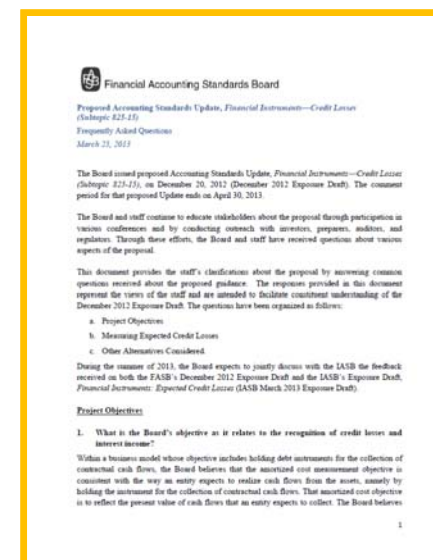 Financial Accounting Standards Board
Proposed Accounting Standards Update, Financial Instruments—Credit Losses
(Subtopic 825-15)
Frequently Asked Questions
March 25, 2013
The Board issued proposed Accounting Standards Update, Financial Instruments—Credit Losses
(Subtopic 825-15), on December 20, 2012 (December 2012 Exposure Draft). The comment
period for that proposed Update ends on April 30, 2013.
The Board and staff continue to educate stakeholders about the proposal through participation in
various conferences and by conducting outreach with investors, preparers, auditors, and
regulators. Through these efforts, the Board and staff have received questions about various
aspects of the proposal.
This document provides the staff's clarifications about the proposal by answering common
questions received about the proposed guidance. The responses provided in this document
represent the views of the staff and are intended to facilitate constituent understanding of the
December 2012 Exposure Draft. The questions have been organized as follows:
a. Project Objectives
b. Measuring Expected Credit Losses
c. Other Alternatives Considered.
During the summer of 2013, the Board expects to jointly discuss with the IASB the feedback
received on both the FASB's December 2012 Exposure Draft and the IASB's Exposure Draft,
Financial Instruments: Expected Credit Losses (IASB March 2013 Exposure Draft).
Project Objectives
1. What is the Board's objective as it relates to the recognition of credit losses and
interest income?
Within a business model whose objective includes holding debt instruments for the collection of
contractual cash flows, the Board believes that the amortized cost measurement objective is
consistent with the way an entity expects to realize cash flows from the assets, namely by
holding the instrument for the collection of contractual cash flows. That amortized cost objective
is to reflect the present value of cash flows that an entity expects to collect. The Board believes
1